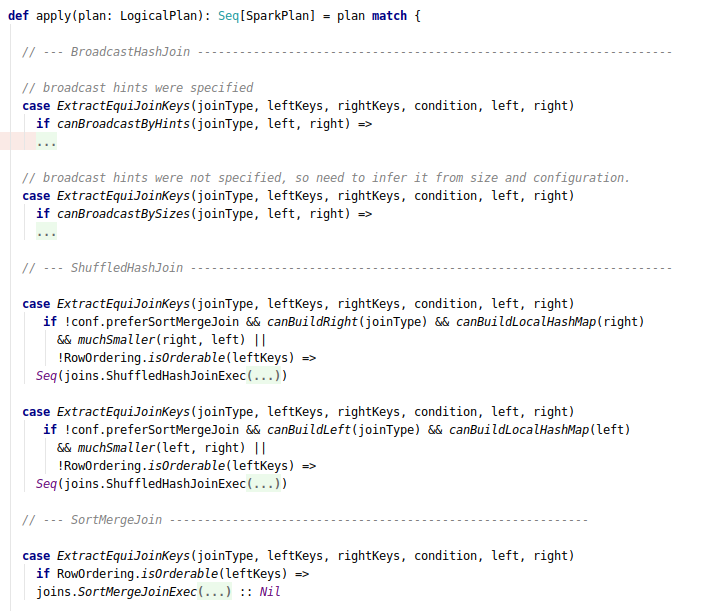 def apply(plan: LogicalPlan): Seq[SparkPlan] = plan match {
// --- BroadcastHashJoin --------------------------------------------------------------------
// broadcast hints were specified
case ExtractEquiJoinKeys(joinType, leftKeys, rightKeys, condition, left, right)
if canBroadcastByHints(joinType, left, right) =>
...
// broadcast hints were not specified, so need to infer it from size and configuration.
case ExtractEquiJoinKeys(joinType, leftKeys, rightKeys, condition, left, right)
if canBroadcastBySizes(joinType, left, right) =>
...
// --- ShuffledHashJoin ---------------------------------------------------------------------
case ExtractEquiJoinKeys(joinType, leftKeys, rightKeys, condition, left, right)
if !conf.preferSortMergeJoin && canBuildRight(joinType) && canBuildLocalHashMap(right)
&& muchSmaller(right, left) ||
!RowOrdering.isOrderable(leftKeys) =>
Seq(joins.ShuffledHashJoinExec(...))
case ExtractEquiJoinKeys(joinType, leftKeys, rightKeys, condition, left, right)
if !conf.preferSortMergeJoin && canBuildLeft(joinType) && canBuildLocalHashMap(left)
&& muchSmaller(left, right) ||
!RowOrdering.isOrderable(leftKeys) =>
Seq(joins.ShuffledHashJoinExec(...))
// --- SortMergeJoin ------------------------------------------------------------
case ExtractEquiJoinKeys(joinType, leftKeys, rightKeys, condition, left, right)
if RowOrdering.isOrderable(leftKeys) =>
joins.SortMergeJoinExec(...) :: Nil